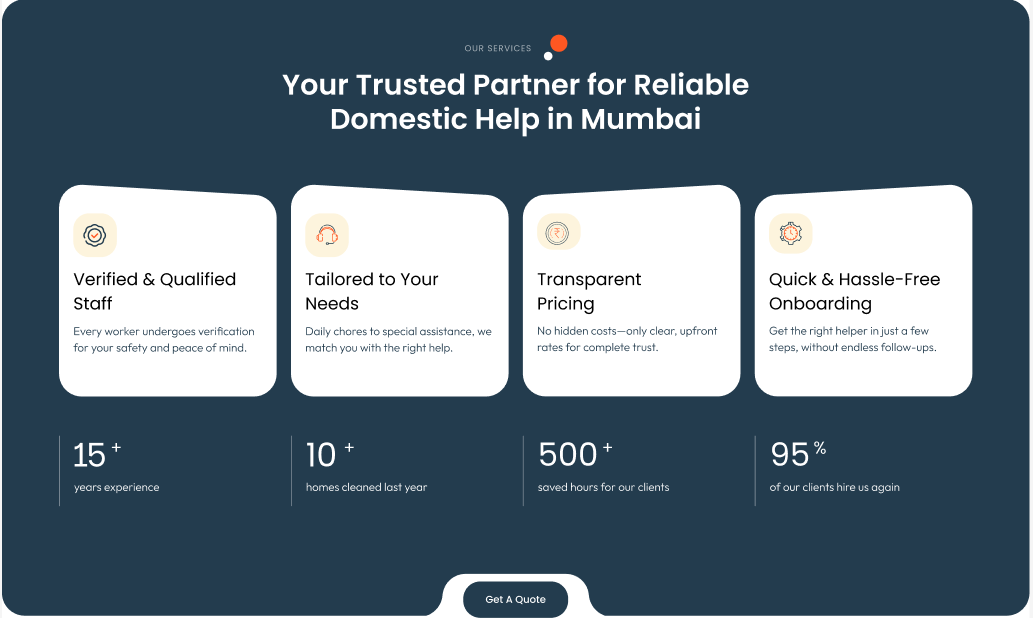 OUR SERVICES
Your Trusted Partner for Reliable
Domestic Help in Mumbai
Verified & Qualified
Staff
Every worker undergoes verification
for your safety and peace of mind.
Tailored to Your
Needs
Daily chores to special assistance, we
match you with the right help.
₹
Transparent
Pricing
No hidden costs—only clear, upfront
rates for complete trust.
Quick & Hassle-Free
Onboarding
Get the right helper in just a few
steps, without endless follow-ups.
15 +
years experience
10 +
homes cleaned last year
500 +
saved hours for our clients
95 %
of our clients hire us again
Get A Quote